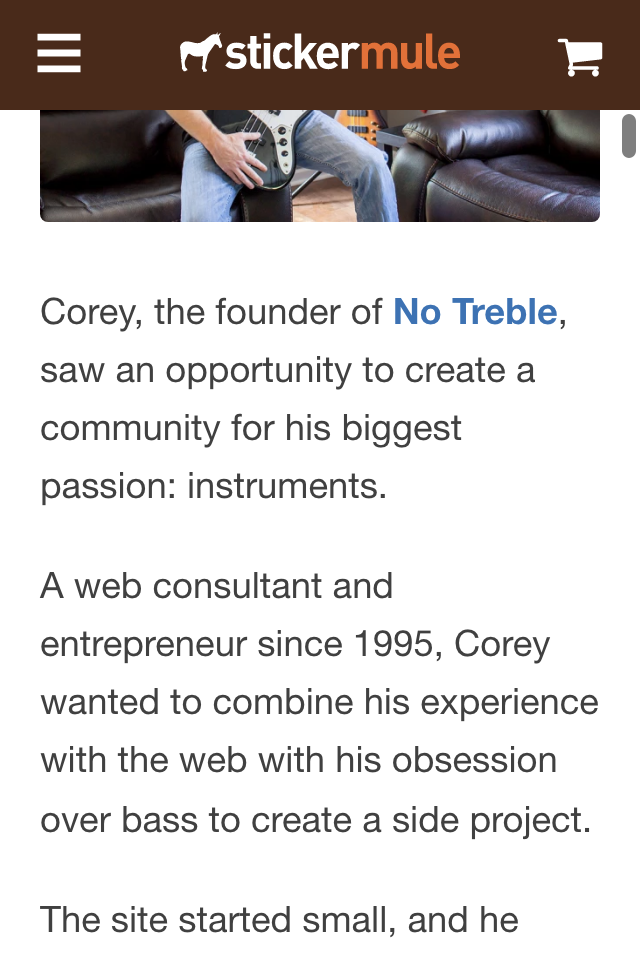 stickermule
Corey, the founder of No Treble,
saw an opportunity to create a
community for his biggest
passion: instruments.
A web consultant and
entrepreneur since 1995, Corey
wanted to combine his experience
with the web with his obsession
over bass to create a side project.
The site started small, and he